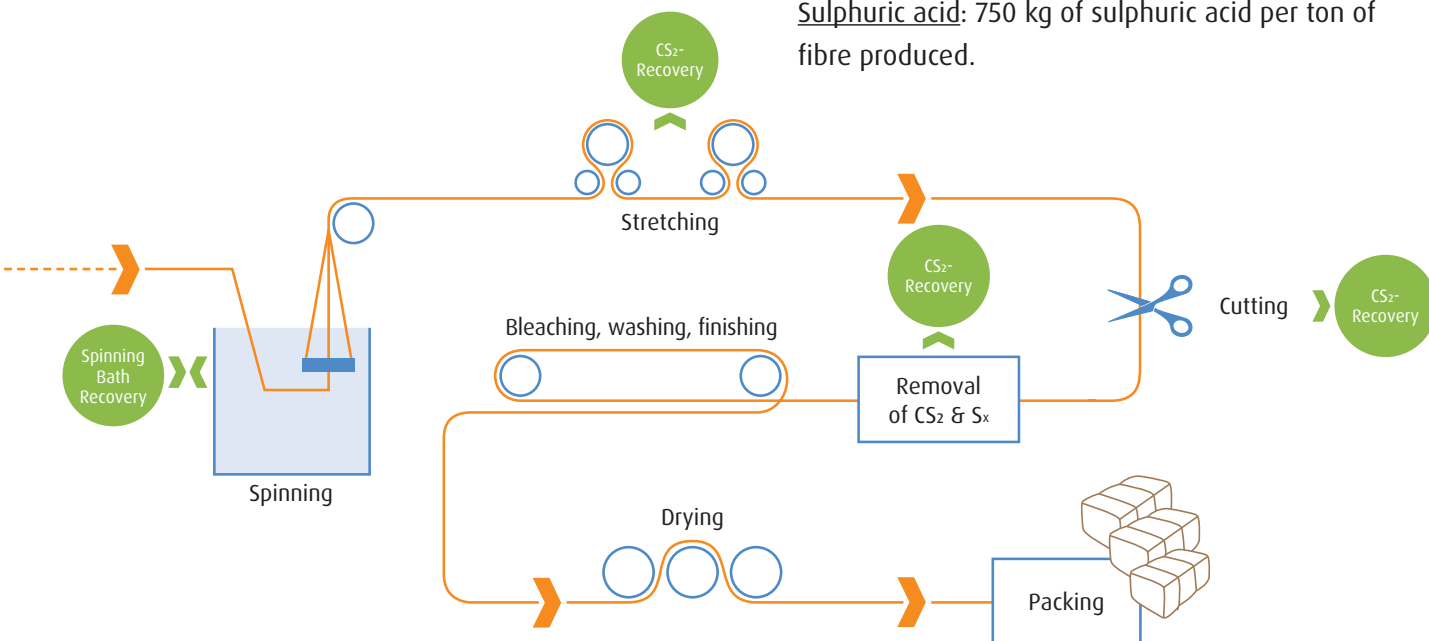 Sulphuric acid: 750 kg of sulphuric acid per ton of
fibre produced.
CS₂-
Recovery
Stretching
CS₂-
Recovery
Cutting
CS₂-
Recovery
Bleaching, washing, finishing
Spinning
Bath
Recovery
Removal
of CS₂ & Sₓ
Spinning
Drying
Packing